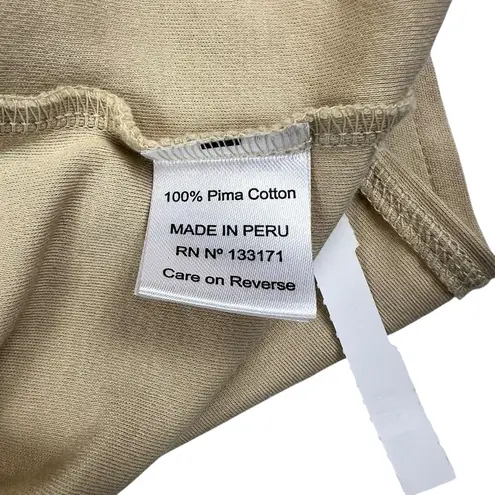 100% Pima Cotton
MADE IN PERU
RN Nº 133171
Care on Reverse